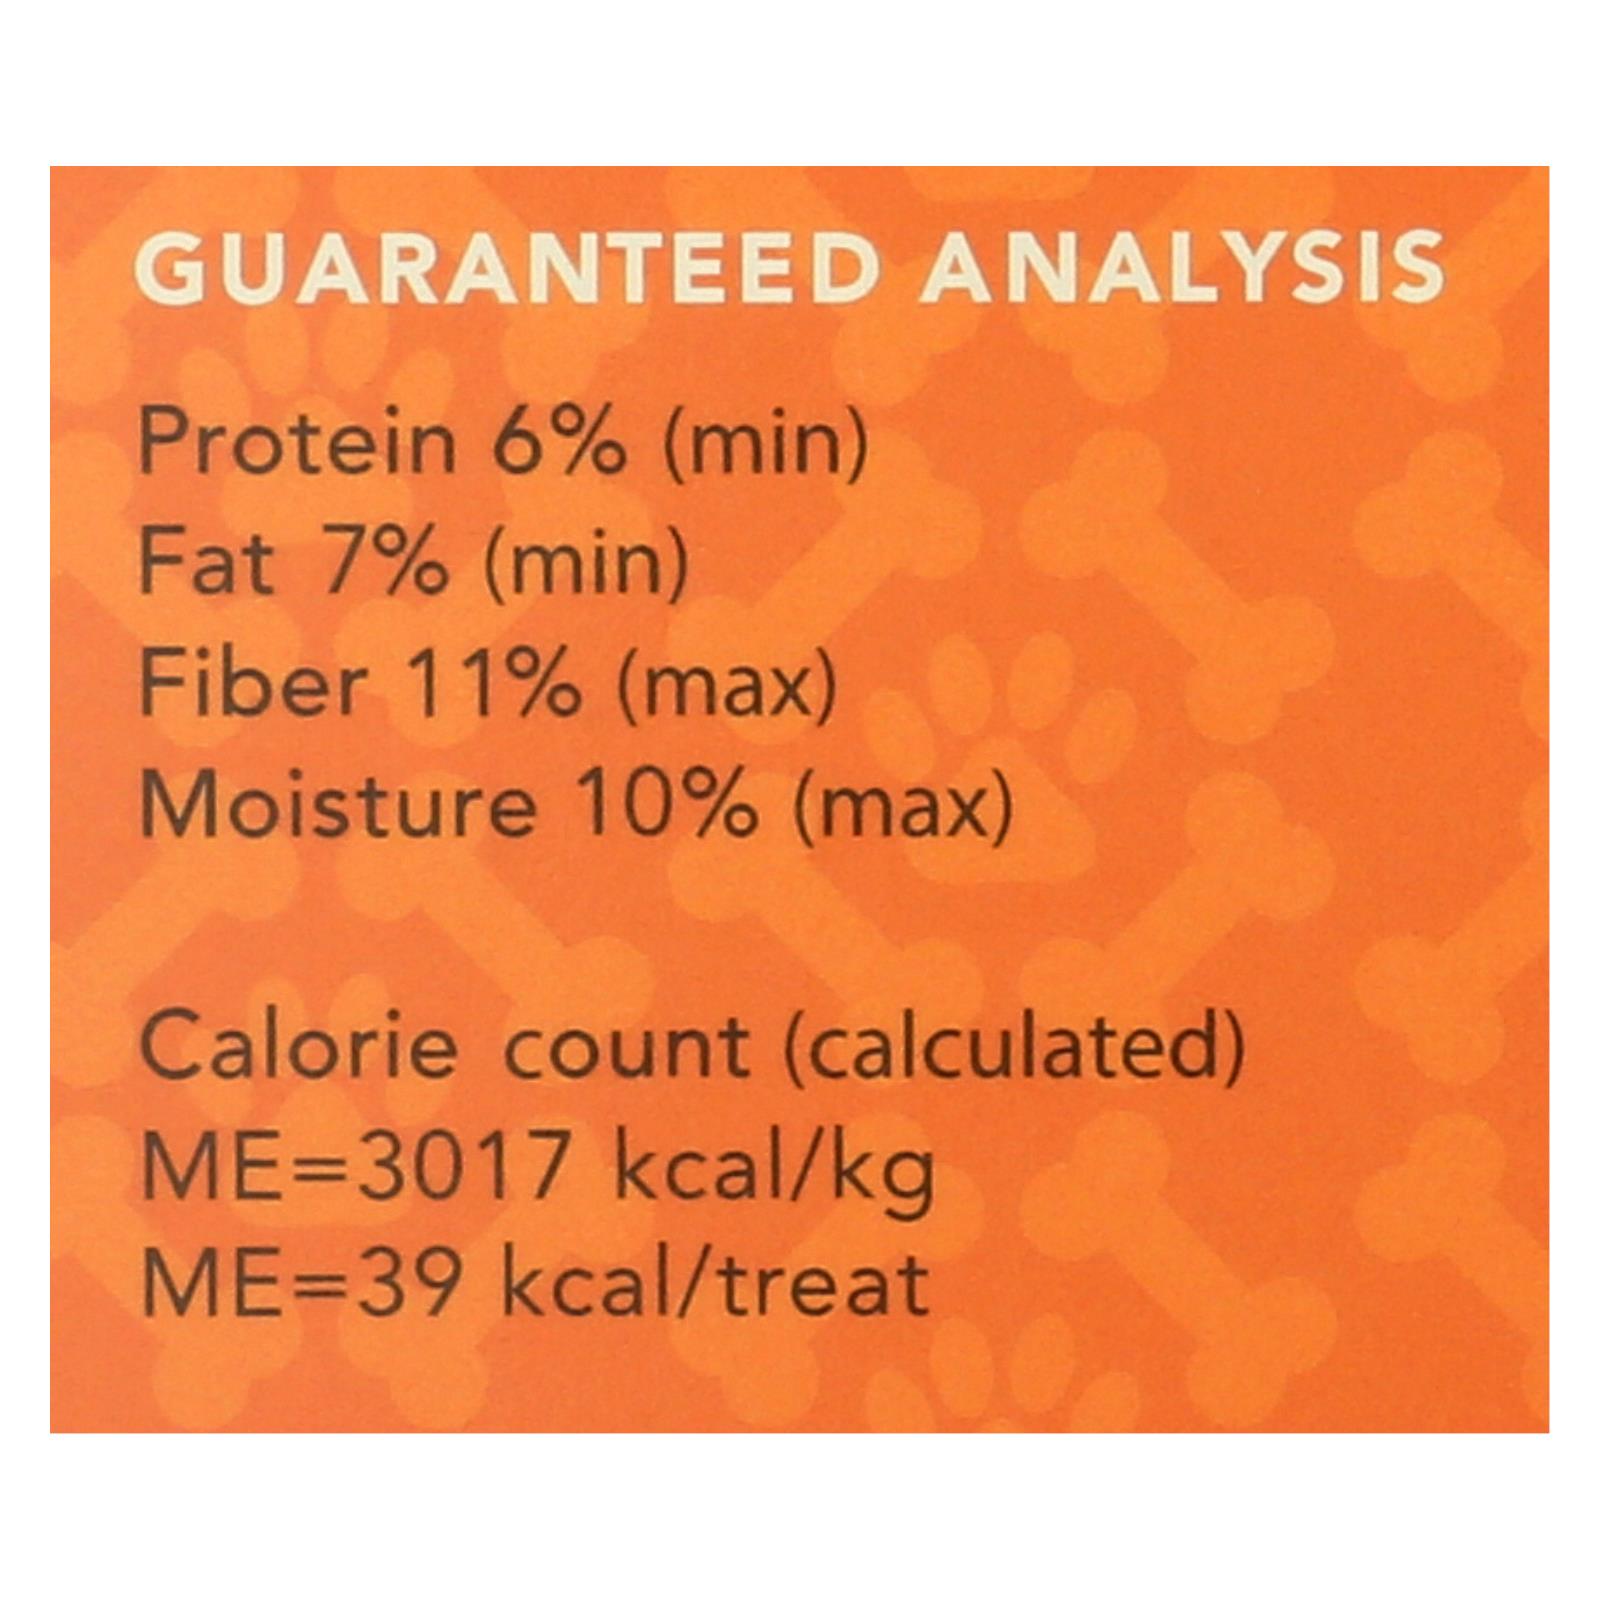 GUARANTEED ANALYSIS
Protein 6% (min)
Fat 7% (min)
Fiber 11% (max)
Moisture 10% (max)
Calorie count (calculated)
ME=3017 kcal/kg
ME=39 kcal/treat